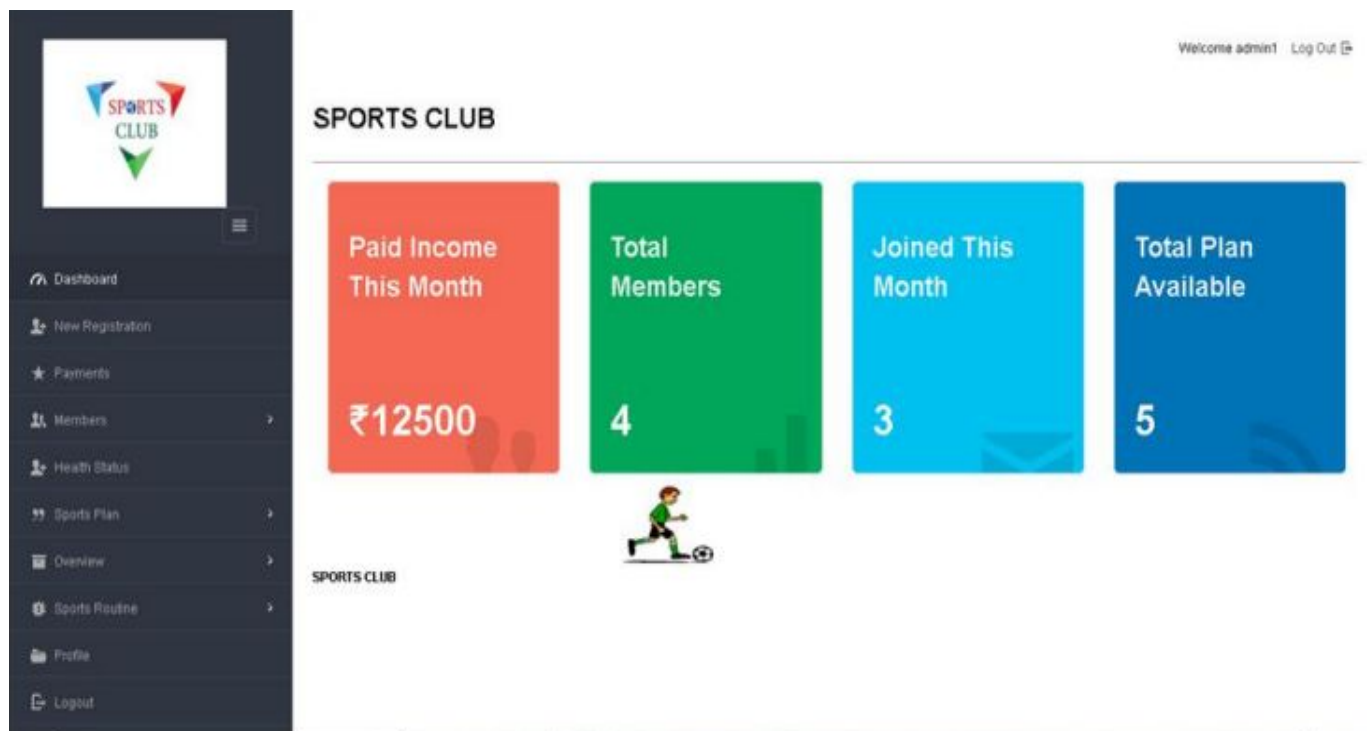 SPORTS
CLUB
Dashboard
New Registration
Payments
Members
Health Status
Sports Plan
Overview
Sports Routine
Profile
Logout
Welcome admin1 Log Out
SPORTS CLUB
Paid Income
This Month
₹12500
Total
Members
4
Joined This
Month
3
Total Plan
Available
5
SPORTS CLUB